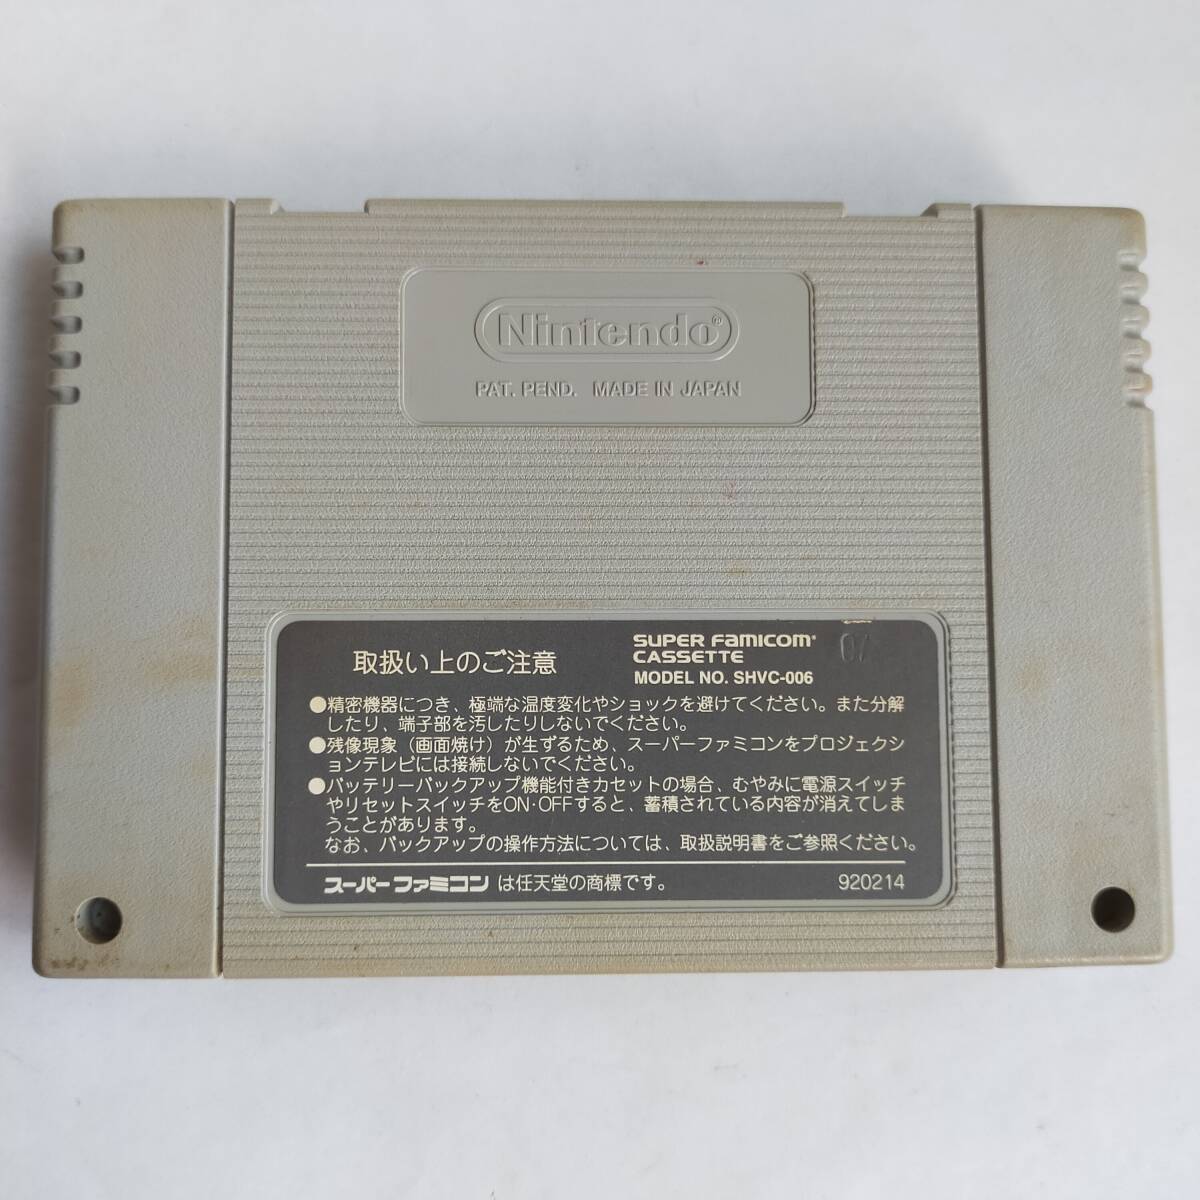 Nintendo®
PAT. PEND. MADE IN JAPAN
取扱い上のご注意
SUPER FAMICOM®
CASSETTE
MODEL NO. SHVC-006
07
●精密機器につき、極端な温度変化やショックを避けてください。また分解
したり、端子部を汚したりしないでください。
●残像現象（画面焼け）が生ずるため、スーパーファミコンをプロジェクシ
ョンテレビには接続しないでください。
●バッテリーバックアップ機能付きカセットの場合、むやみに電源スイッチ
やリセットスイッチをON·OFFすると、蓄積されている内容が消えてしま
うことがあります。
なお、バックアップの操作方法については、取扱説明書をご参照ください。
スーパーファミコン は任天堂の商標です。
920214